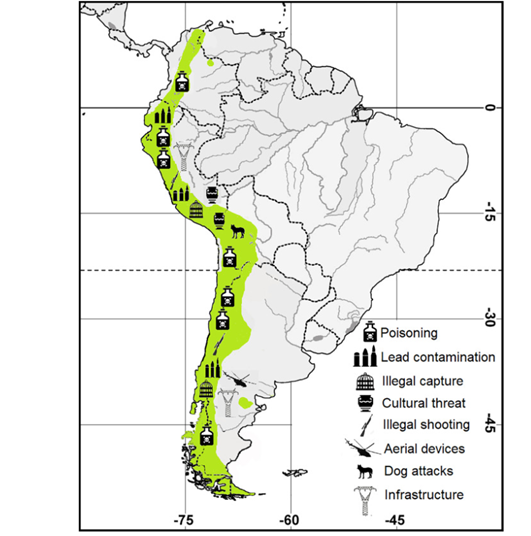 0
-15
-30
-45
Poisoning
Lead contamination
Illegal capture
Cultural threat
Illegal shooting
Aerial devices
Dog attacks
Infrastructure
-75 -60 -45